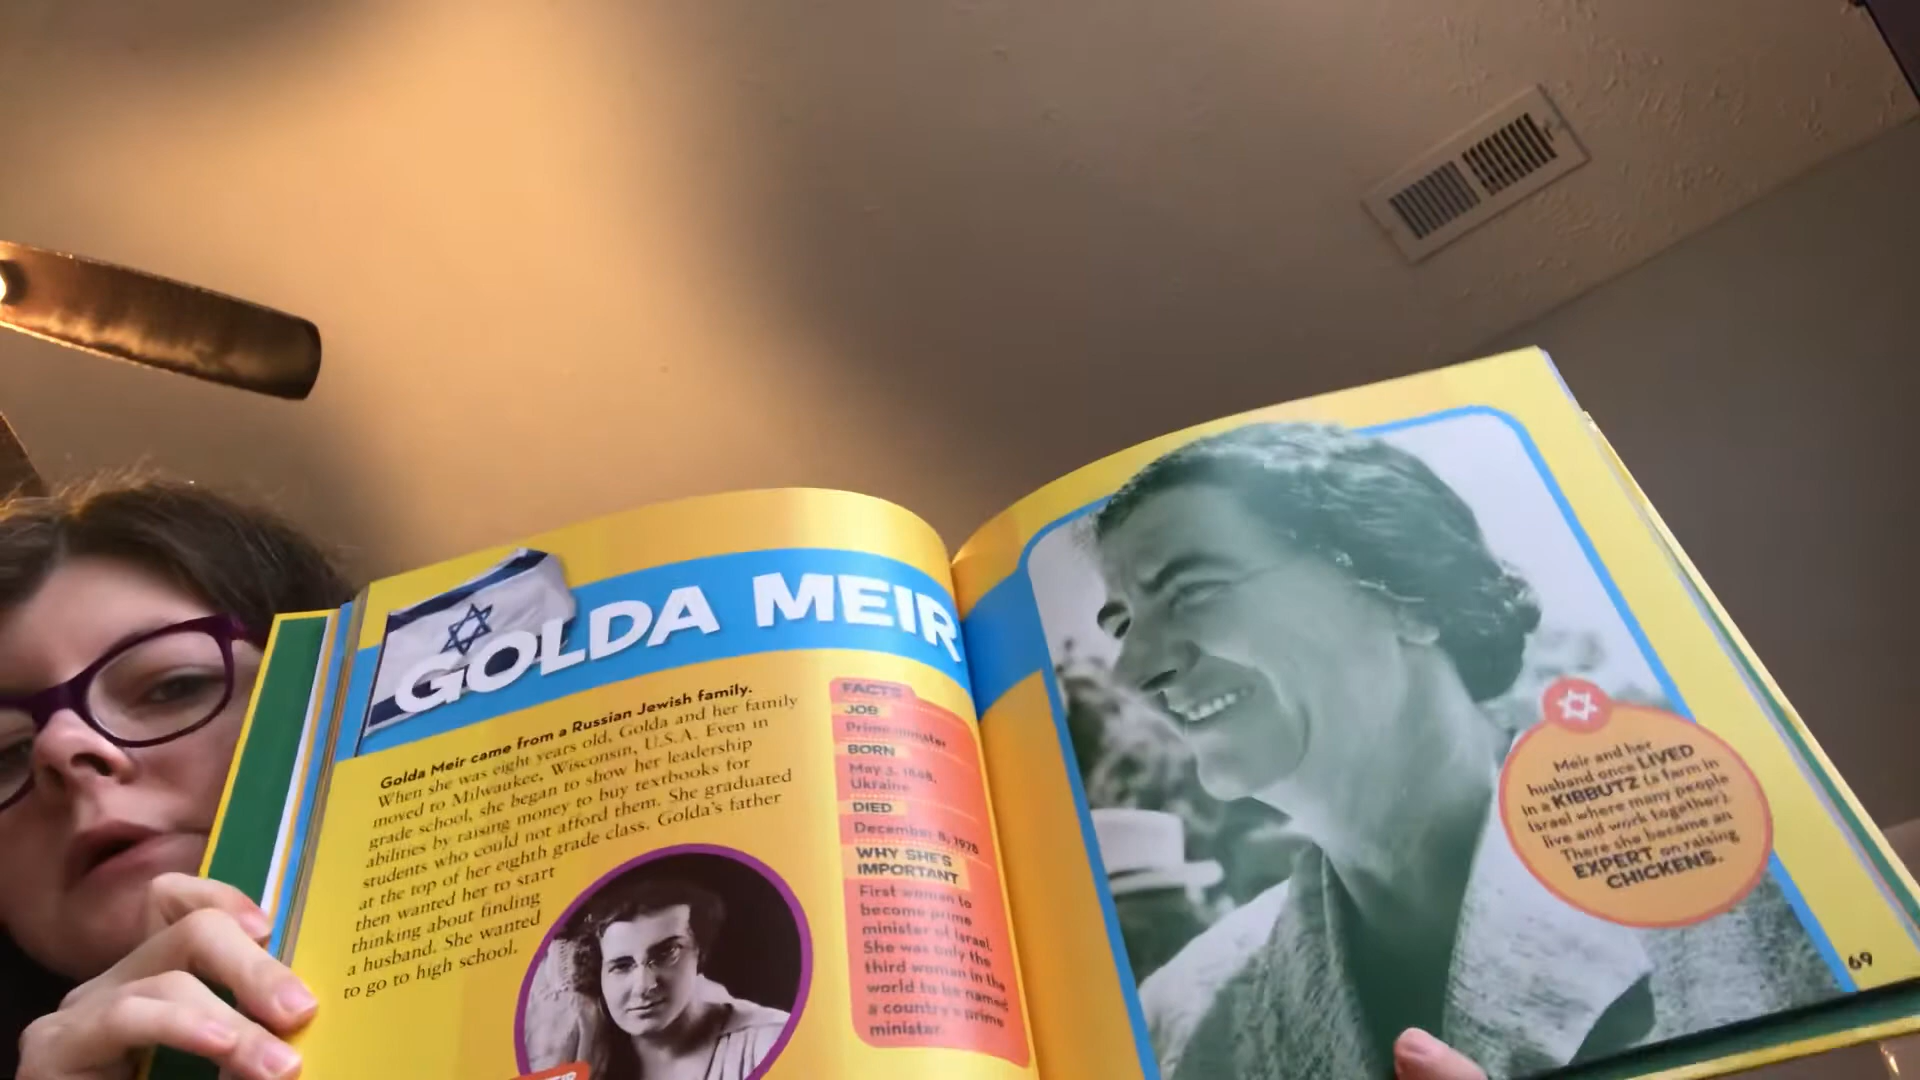 GOLDA MEIR
Golda Meir came from a Russian Jewish family.
When she was eight years old, Golda and her family
moved to Milwaukee, Wisconsin, U.S.A. Even in
grade school, she began to show her leadership
abilities by raising money to buy textbooks for
students who could not afford them. She graduated
at the top of her eighth grade class. Golda's father
then wanted her to start
thinking about finding
a husband. She wanted
to go to high school.
FACTS
JOB
Prime minister
BORN
May 3, 1898,
Ukraine
DIED
December 8, 1978
WHY SHE'S
IMPORTANT
First woman to
become prime
minister of Israel.
She was only the
third woman in the
world to be named
a country's prime
minister.
Meir and her
husband once LIVED
in a KIBBUTZ (a farm in
Israel where many people
live and work together).
There she became an
EXPERT on raising
CHICKENS.
69